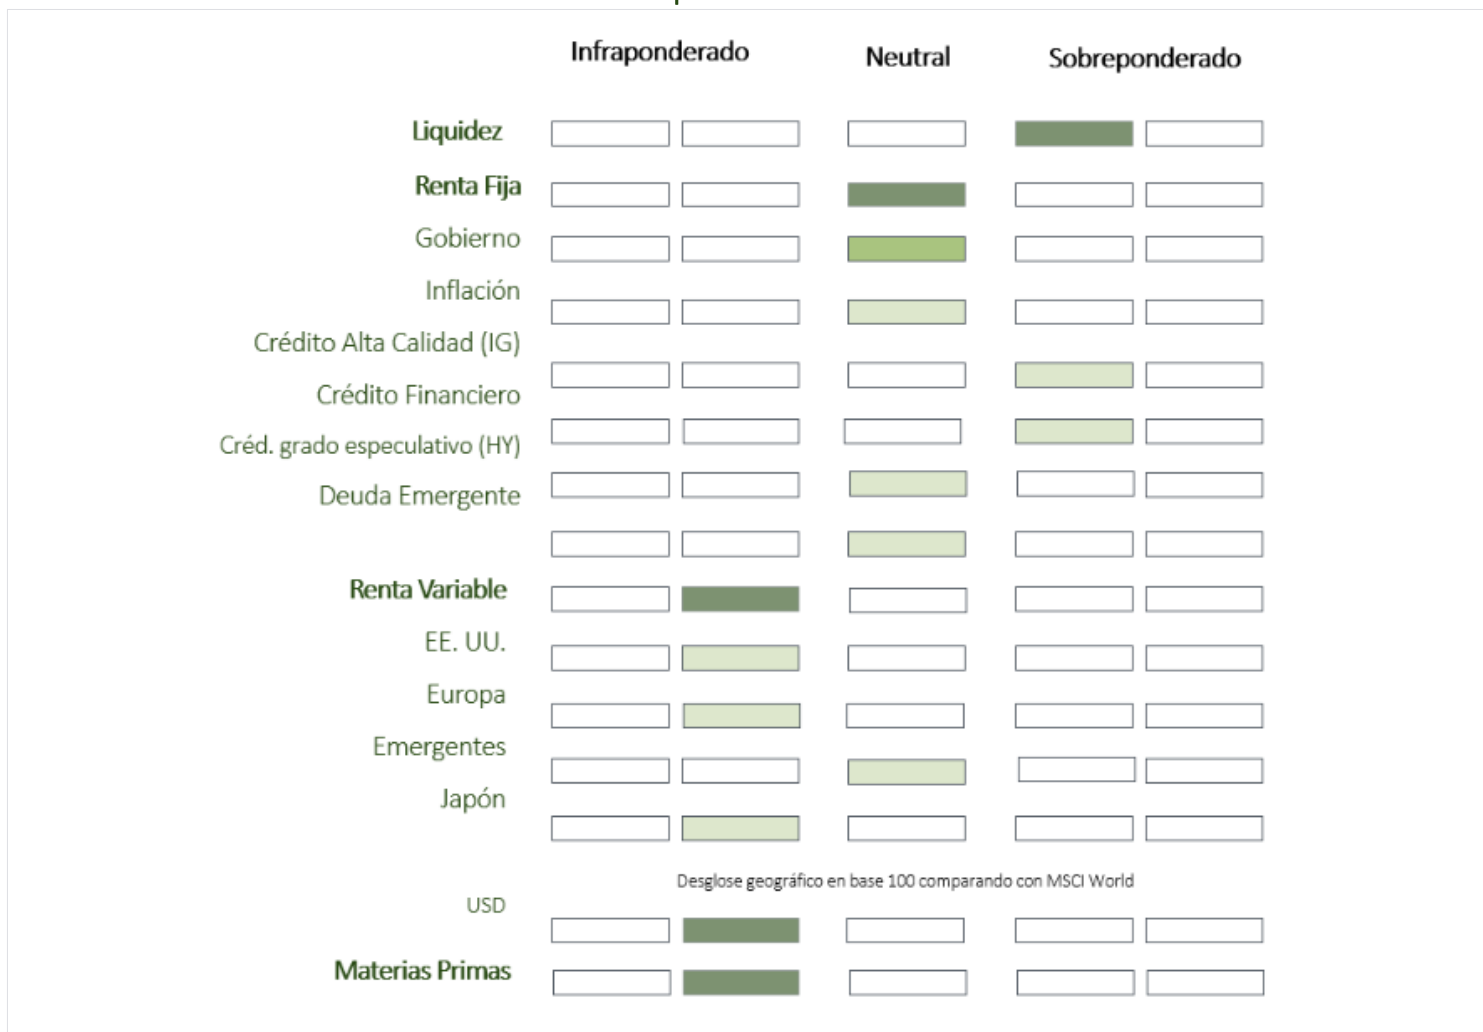 Infraponderado Neutral Sobreponderado
Liquidez
Renta Fija
Gobierno
Inflación
Crédito Alta Calidad (IG)
Crédito Financiero
Créd. grado especulativo (HY)
Deuda Emergente
Renta Variable
EE. UU.
Europa
Emergentes
Japón
Desglose geográfico en base 100 comparando con MSCI World
USD
Materias Primas